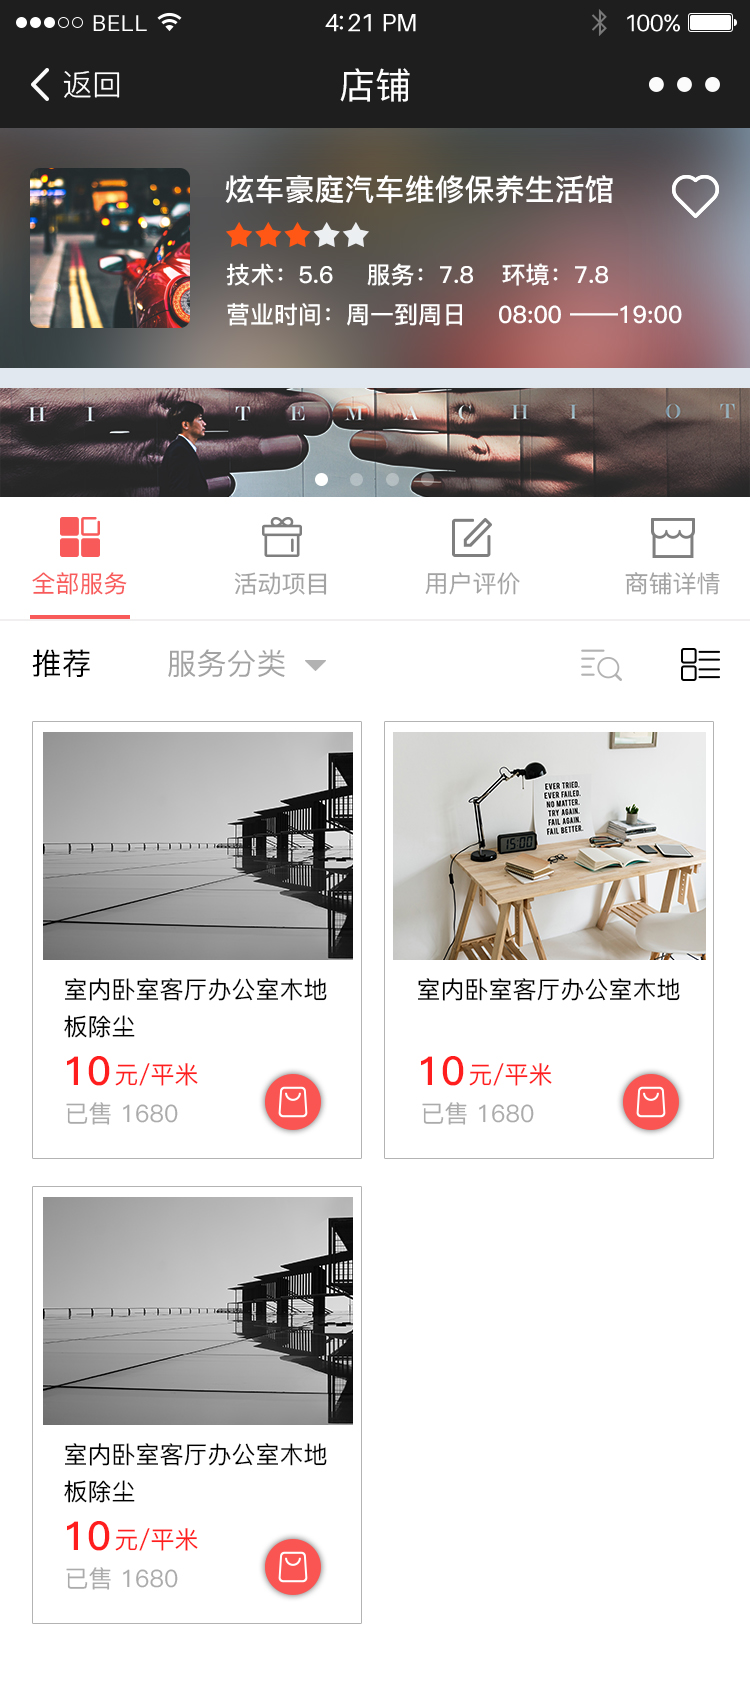 BELL
4:21 PM
100%
返回
店铺
炫车豪庭汽车维修保养生活馆
技术：5.6 服务：7.8 环境：7.8
营业时间：周一到周日 08:00 ——19:00
H I T E M A C H I O T
全部服务 活动项目 用户评价 商铺详情
推荐 服务分类
EVER TRIED.
EVER FAILED.
NO MATTER.
TRY AGAIN.
FAIL AGAIN.
FAIL BETTER.
15:00
室内卧室客厅办公室木地
板除尘
10元/平米
已售 1680
室内卧室客厅办公室木地
10元/平米
已售 1680
室内卧室客厅办公室木地
板除尘
10元/平米
已售 1680